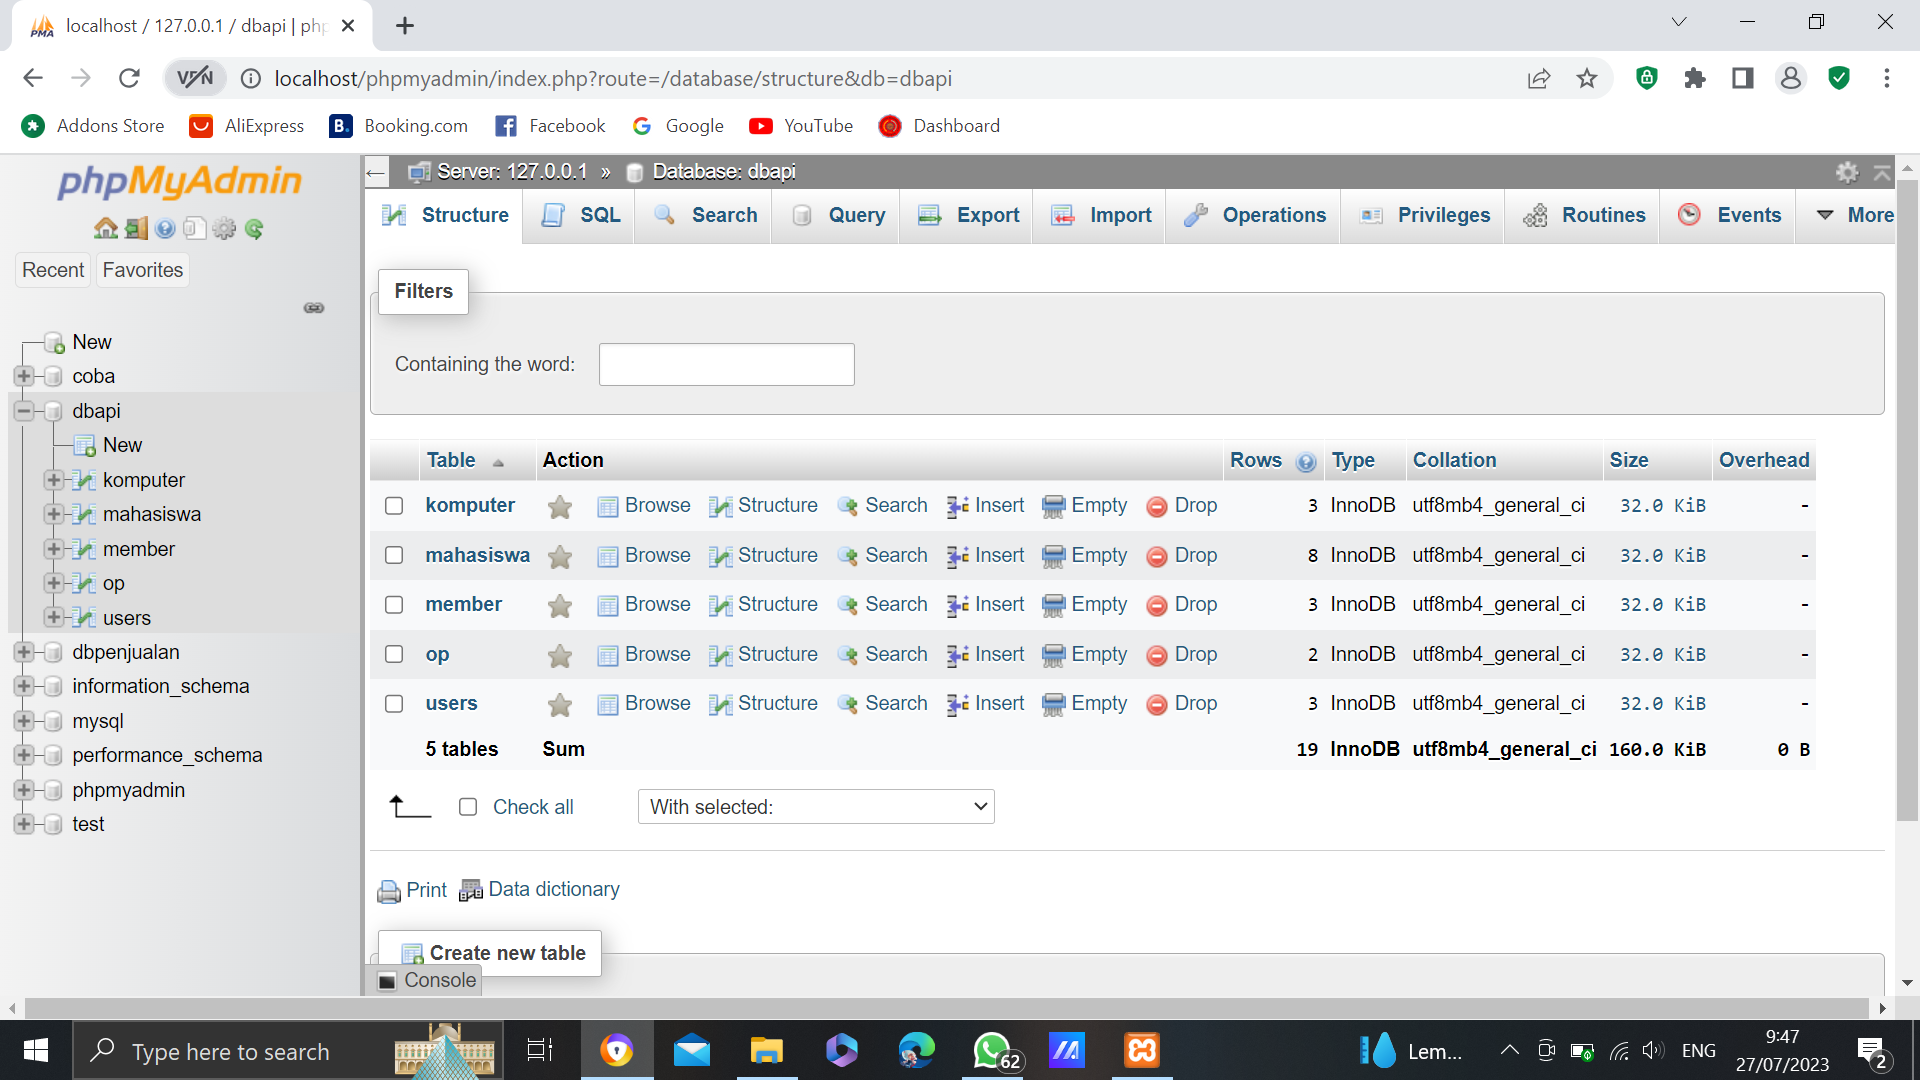 localhost / 127.0.0.1 / dbapi | php
VPN localhost/phpmyadmin/index.php?route=/database/structure&db=dbapi
Addons Store AliExpress Booking.com Facebook Google YouTube Dashboard
phpMyAdmin
Recent Favorites
New
coba
dbapi
New
komputer
mahasiswa
member
op
users
dbpenjualan
information_schema
mysql
performance_schema
phpmyadmin
test
Server: 127.0.0.1 » Database: dbapi
Structure SQL Search Query Export Import Operations Privileges Routines Events More
Filters
Containing the word:
Table Action Rows Type Collation Size Overhead
komputer Browse Structure Search Insert Empty Drop 3 InnoDB utf8mb4_general_ci 32.0 KiB -
mahasiswa Browse Structure Search Insert Empty Drop 8 InnoDB utf8mb4_general_ci 32.0 KiB -
member Browse Structure Search Insert Empty Drop 3 InnoDB utf8mb4_general_ci 32.0 KiB -
op Browse Structure Search Insert Empty Drop 2 InnoDB utf8mb4_general_ci 32.0 KiB -
users Browse Structure Search Insert Empty Drop 3 InnoDB utf8mb4_general_ci 32.0 KiB -
5 tables Sum 19 InnoDB utf8mb4_general_ci 160.0 KiB 0 B
Check all With selected:
Print Data dictionary
Create new table
Console
Type here to search 62 Lem... ENG 9:47
27/07/2023 2